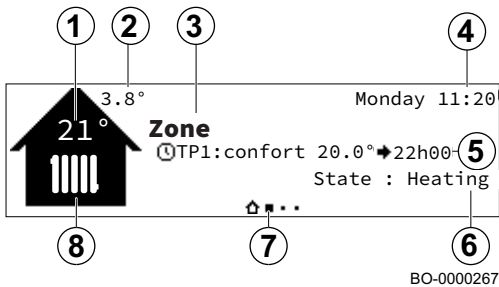 1 2 3 4
3.8° Monday 11:20
21° Zone
TP1:confort 20.0°➔22h00 5
State : Heating
8 7 6
BO-0000267